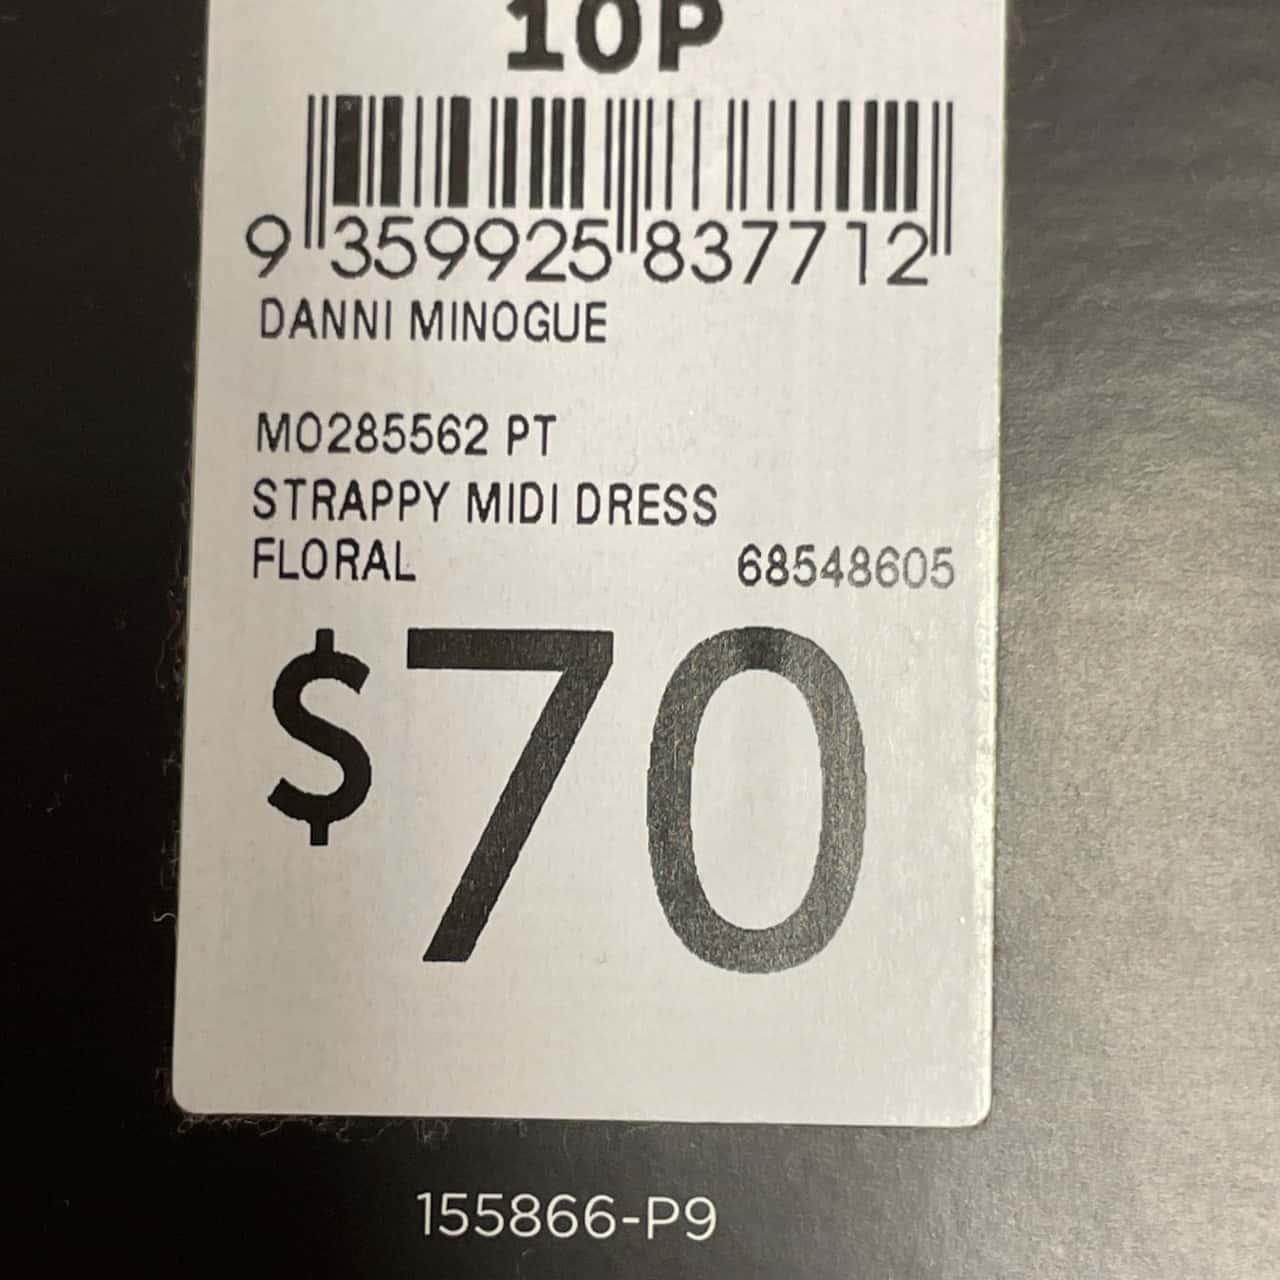 10P
9 359925 837712
DANNI MINOGUE
MO285562 PT
STRAPPY MIDI DRESS
FLORAL 68548605
$70
155866-P9